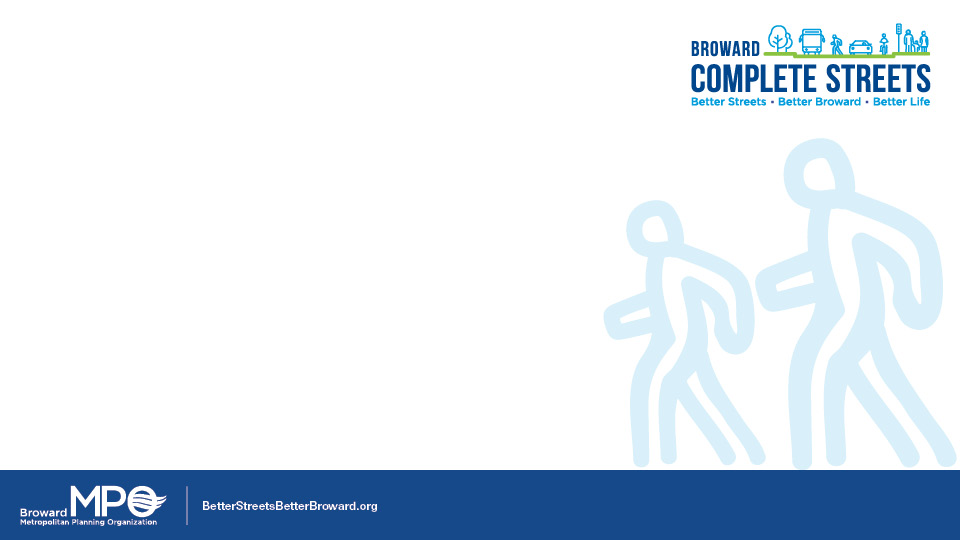 BROWARD
COMPLETE STREETS
Better Streets • Better Broward • Better Life
Broward MPO
Metropolitan Planning Organization
BetterStreetsBetterBroward.org